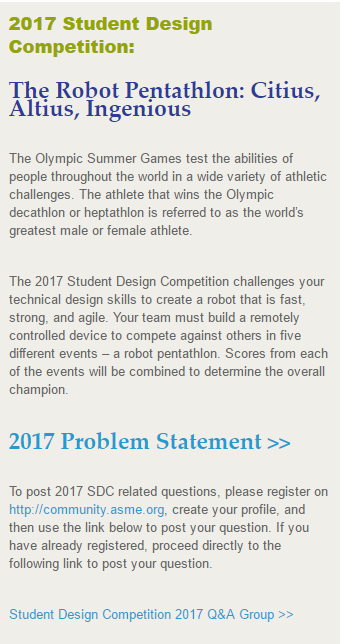 2017 Student Design
Competition:
The Robot Pentathlon: Citius,
Altius, Ingenious
The Olympic Summer Games test the abilities of
people throughout the world in a wide variety of athletic
challenges. The athlete that wins the Olympic
decathlon or heptathlon is referred to as the world's
greatest male or female athlete.
The 2017 Student Design Competition challenges your
technical design skills to create a robot that is fast,
strong, and agile. Your team must build a remotely
controlled device to compete against others in five
different events – a robot pentathlon. Scores from each
of the events will be combined to determine the overall
champion.
2017 Problem Statement >>
To post 2017 SDC related questions, please register on
http://community.asme.org, create your profile, and
then use the link below to post your question. If you
have already registered, proceed directly to the
following link to post your question.
Student Design Competition 2017 Q&A Group >>